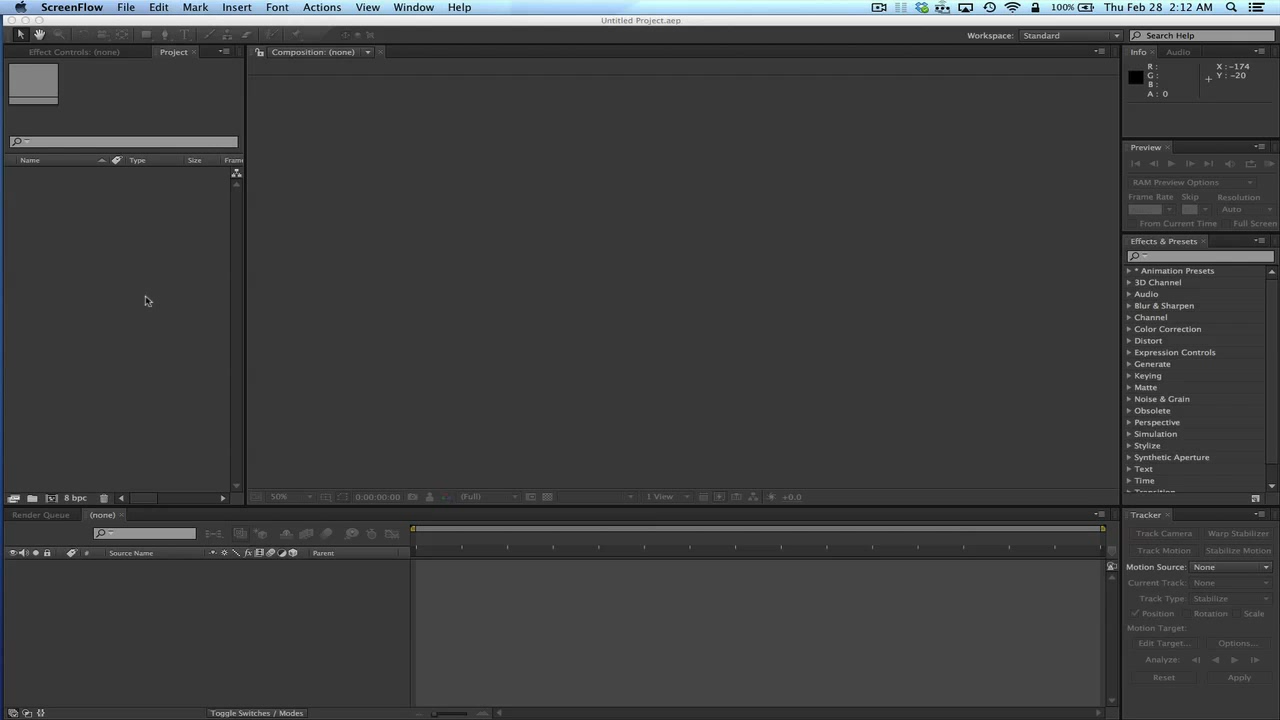 ScreenFlow File Edit Mark Insert Font Actions View Window Help 100% Thu Feb 28 2:12 AM
Untitled Project.aep
Workspace: Standard Search Help
Effect Controls: (none) Project Composition: (none) Info Audio
R :
G :
B :
A : 0
X : -174
Y : -20
Preview
Name Type Size Frame
RAM Preview Options
Frame Rate Skip Resolution
Auto
From Current Time Full Screen
Effects & Presets
* Animation Presets
3D Channel
Audio
Blur & Sharpen
Channel
Color Correction
Distort
Expression Controls
Generate
Keying
Matte
Noise & Grain
Obsolete
Perspective
Simulation
Stylize
Synthetic Aperture
Text
Time
Transition
8 bpc 50% 0:00:00:00 (Full) 1 View +0.0
Render Queue (none) Tracker
Track Camera Warp Stabilizer
Track Motion Stabilize Motion
# Source Name fx Parent
Motion Source: None
Current Track: None
Track Type: Stabilize
Position Rotation Scale
Motion Target:
Edit Target... Options...
Analyze:
Reset Apply
Toggle Switches / Modes